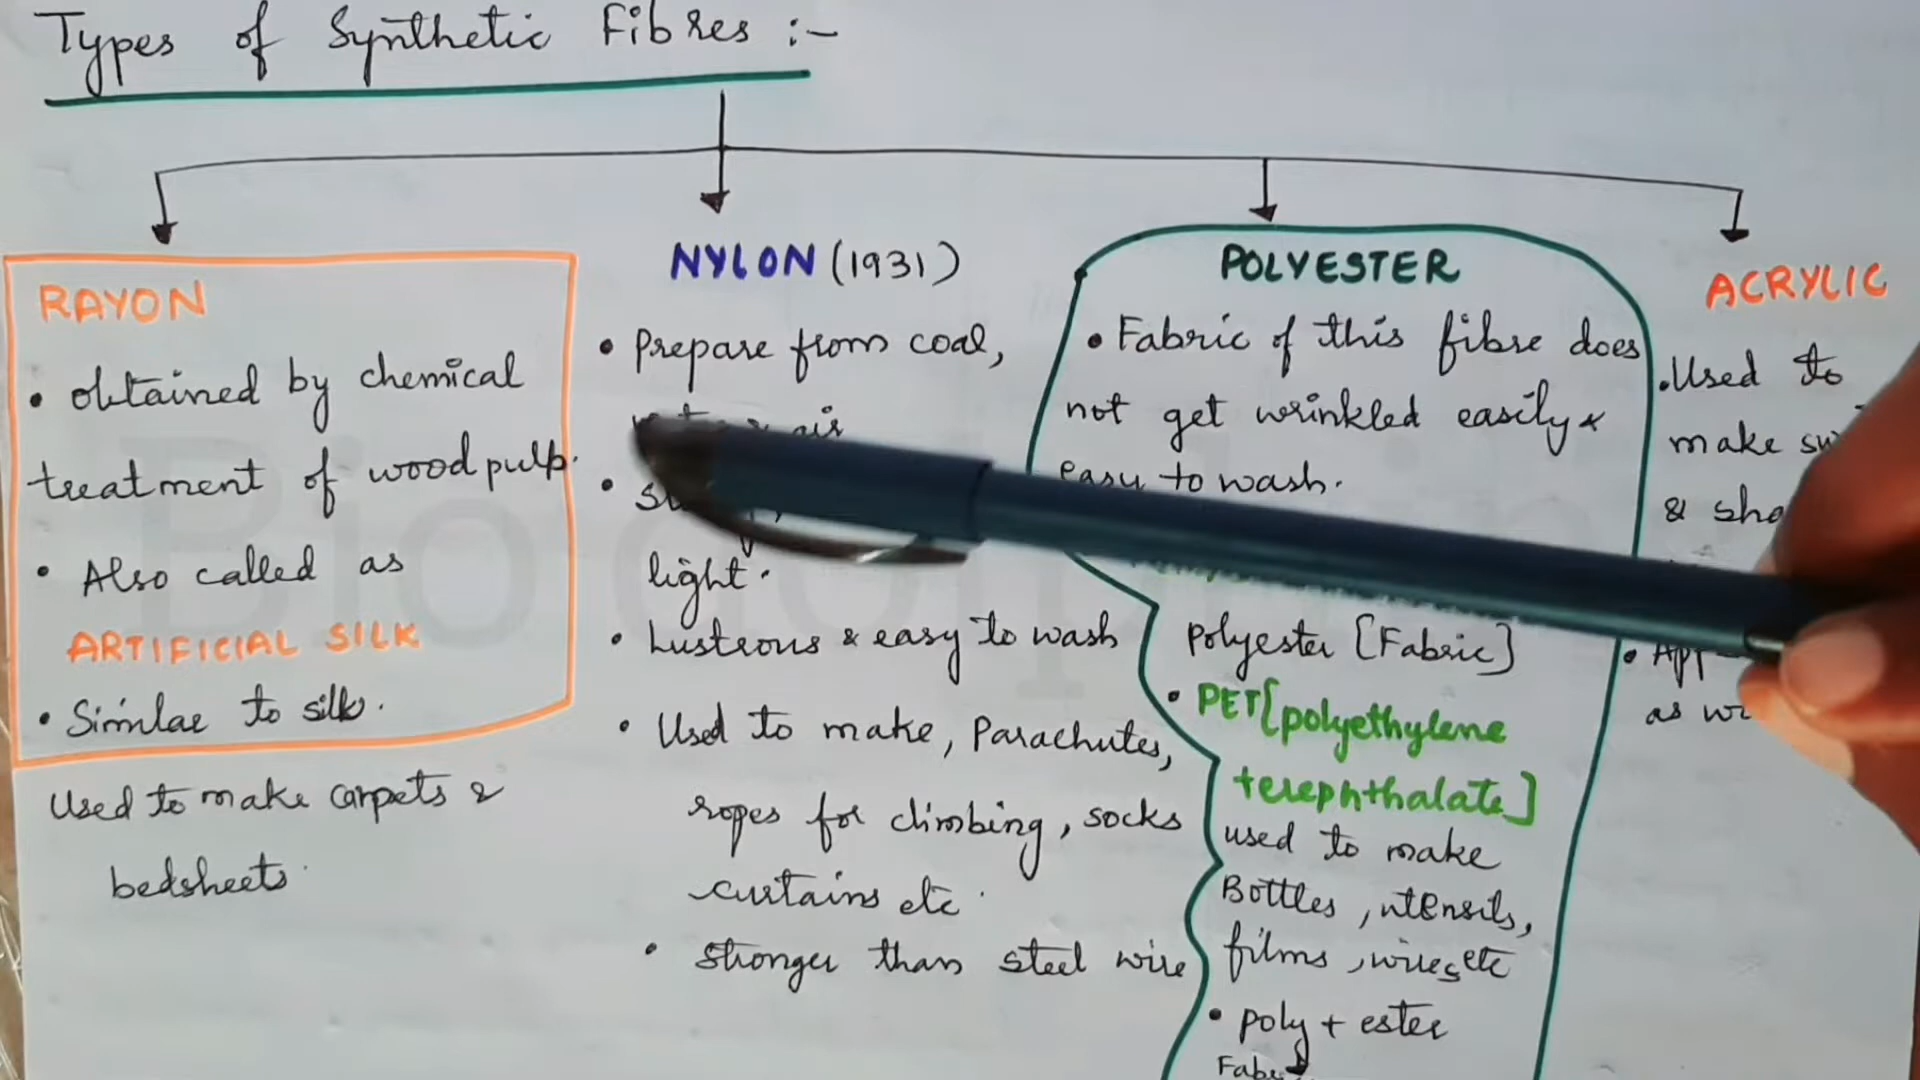 Types of Synthetic Fibres :-
RAYON
• obtained by chemical
treatment of woodpulp.
• Also called as
ARTIFICIAL SILK
• Similar to silk.
Used to make carpets &
bedsheets.
NYLON (1931)
• Prepare from coal,
air
•
light.
• Lustrous & easy to wash
• Used to make, Parachutes,
ropes for climbing, socks
curtains etc.
• stronger than steel wire
POLYESTER
• Fabric of this fibre does
not get wrinkled easily &
easy to wash.
Polyester [Fabric]
• PET[polyethylene
terephthalate]
used to make
Bottles, utensils,
films, wires etc
• poly + ester
ACRYLIC
• Used to
make
&
•
as
Biodolphin